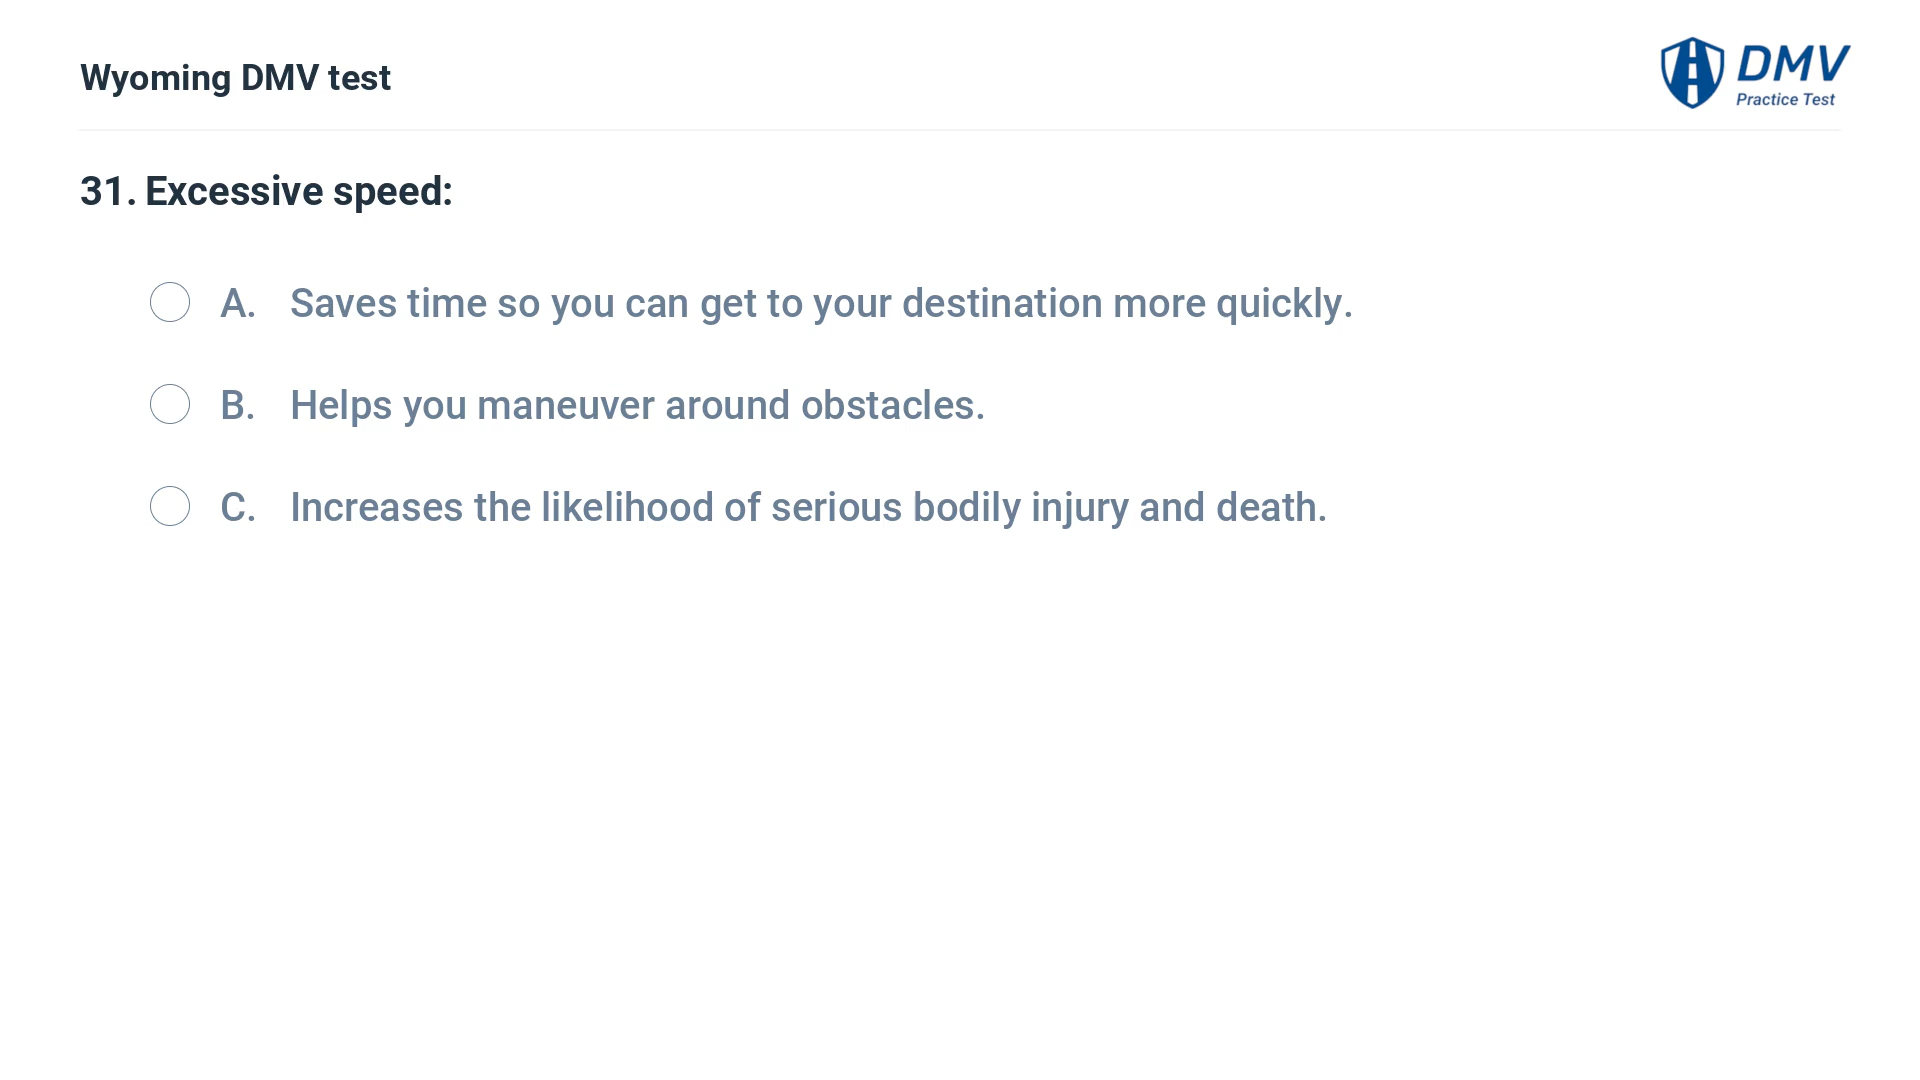 Wyoming DMV test
DMV
Practice Test
31. Excessive speed:
A. Saves time so you can get to your destination more quickly.
B. Helps you maneuver around obstacles.
C. Increases the likelihood of serious bodily injury and death.